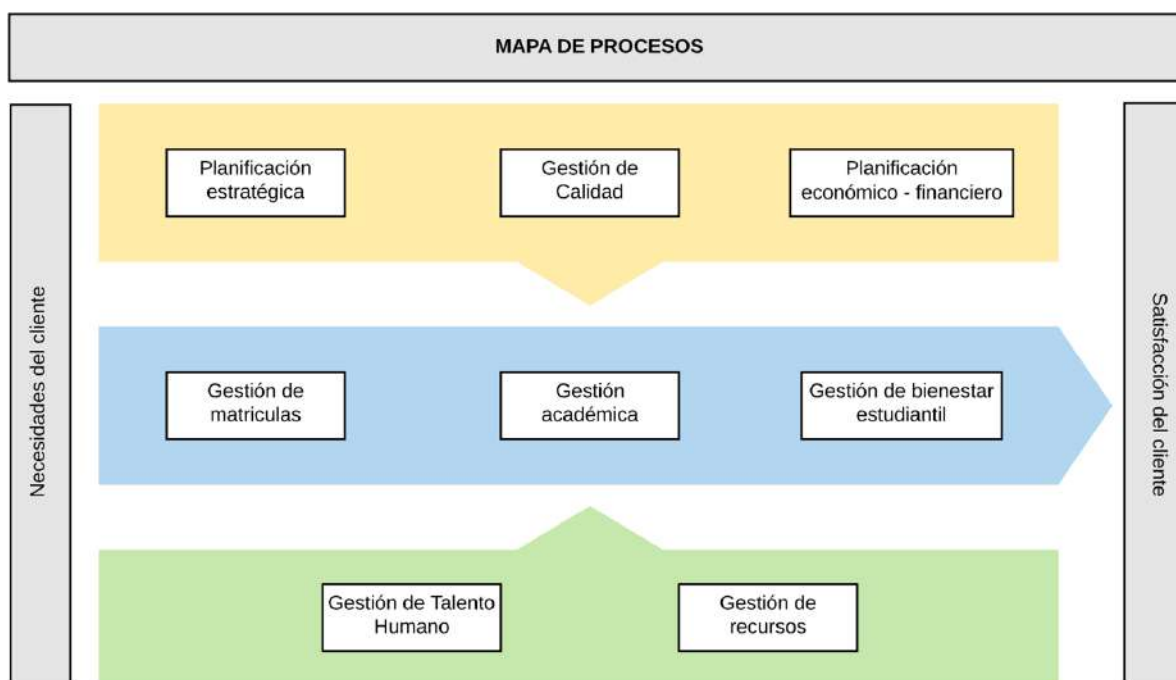 MAPA DE PROCESOS
Necesidades del cliente
Planificación
estratégica
Gestión de
Calidad
Planificación
económico - financiero
Gestión de
matriculas
Gestión
académica
Gestión de bienestar
estudiantil
Gestión de Talento
Humano
Gestión de
recursos
Satisfacción del cliente